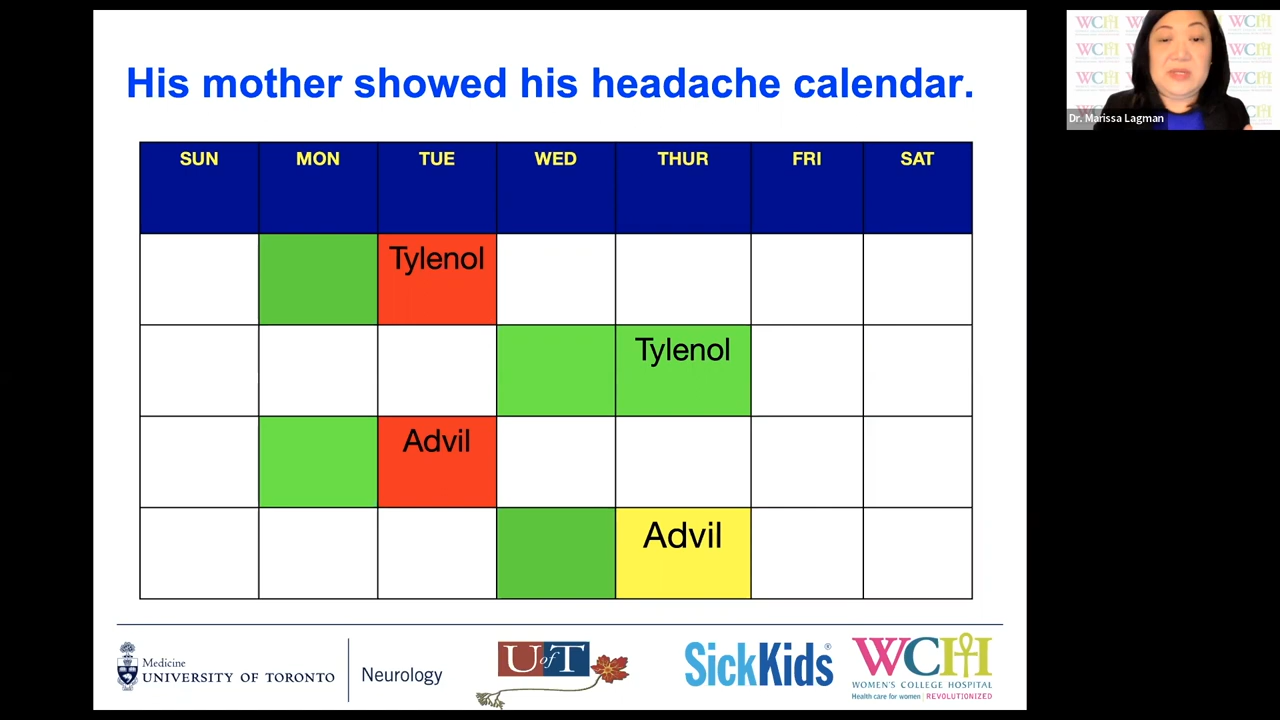 His mother showed his headache calendar.
SUN MON TUE WED THUR FRI SAT
Tylenol
Tylenol
Advil
Advil
Medicine
UNIVERSITY OF TORONTO
Neurology
UofT
SickKids®
WCH
WOMEN'S COLLEGE HOSPITAL
Health care for women | REVOLUTIONIZED
WCH
Dr. Marissa Lagman